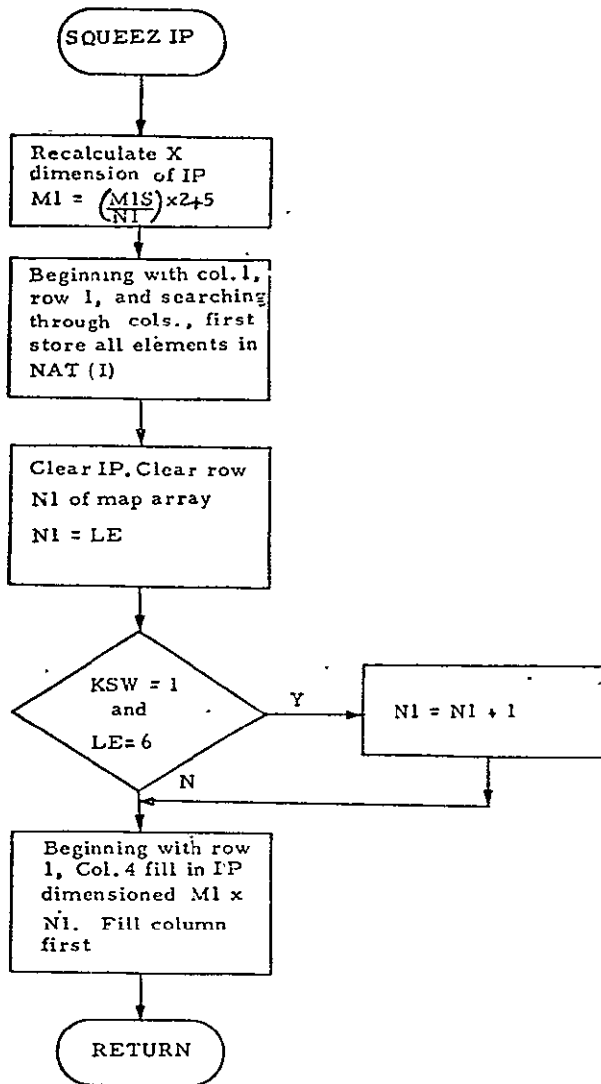 SQUEEZ IP
Recalculate X
dimension of IP
M1 = (M1S/N1) x2+5
Beginning with col. 1,
row 1, and searching
through cols., first
store all elements in
NAT (I)
Clear IP. Clear row
N1 of map array
N1 = LE
KSW = 1
and
LE=6
Y
N1 = N1 + 1
N
Beginning with row
1, Col. 4 fill in IP
dimensioned M1 x
N1. Fill column
first
RETURN